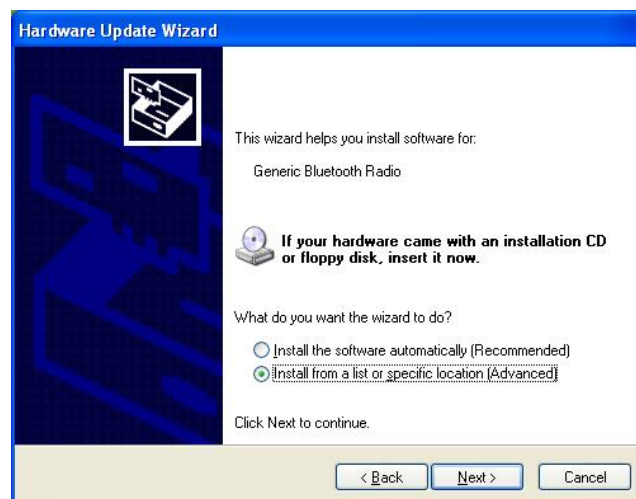 Hardware Update Wizard
This wizard helps you install software for:
Generic Bluetooth Radio
If your hardware came with an installation CD
or floppy disk, insert it now.
What do you want the wizard to do?
Install the software automatically (Recommended)
Install from a list or specific location (Advanced)
Click Next to continue.
< Back Next > Cancel